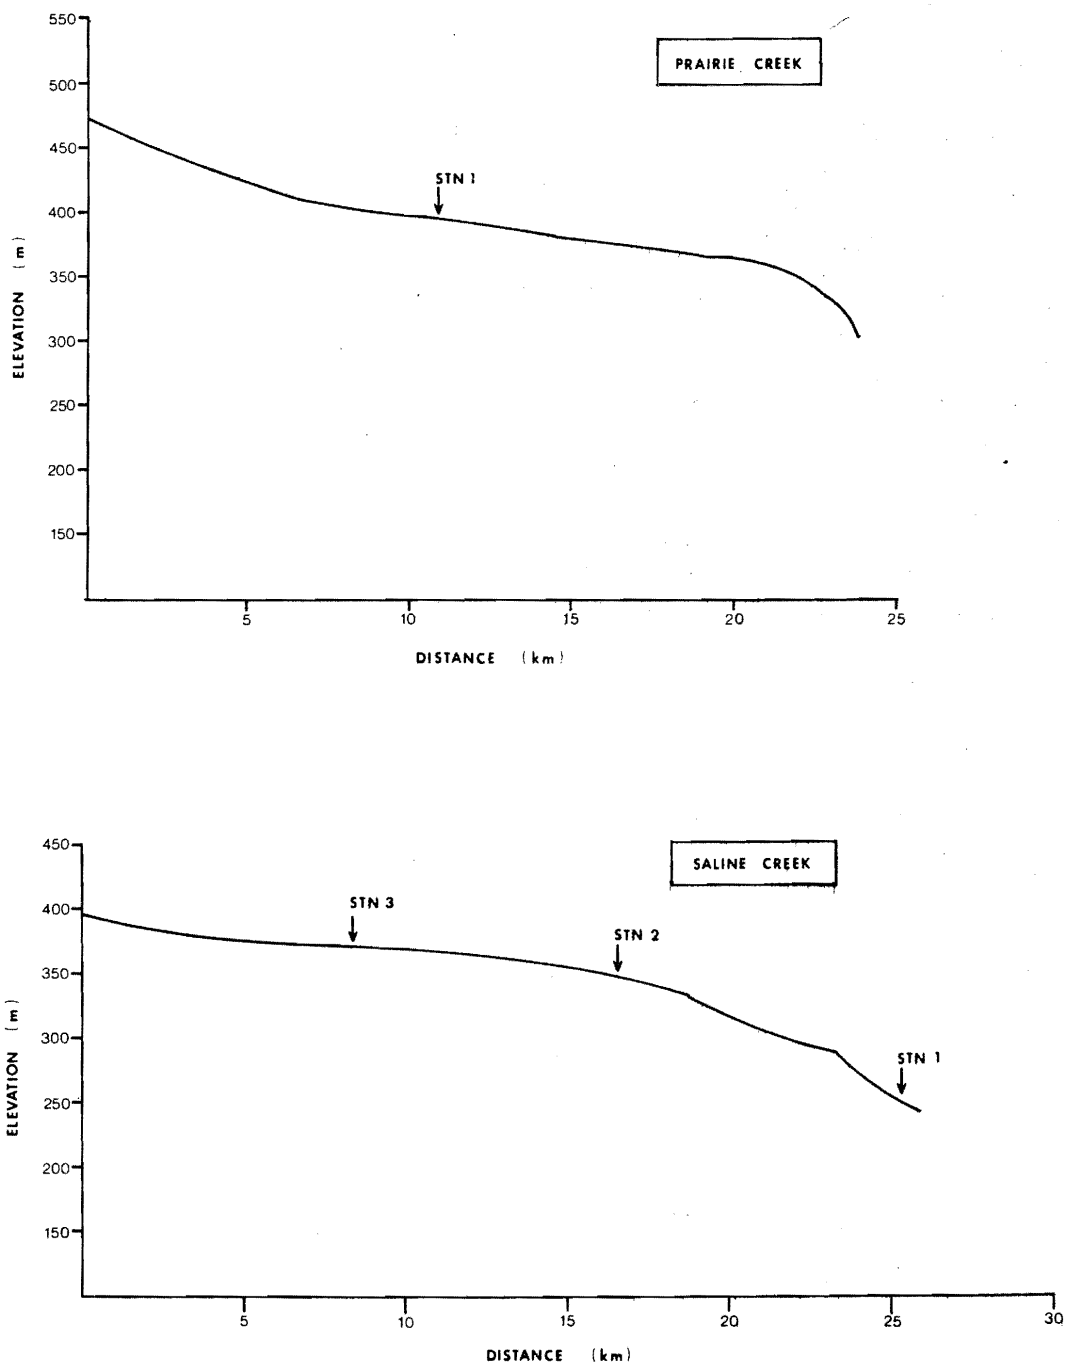 550
PRAIRIE CREEK
500
450
STN 1
400
350
ELEVATION (m)
300
250
200
150
5 10 15 20 25
DISTANCE (km)
450
SALINE CREEK
STN 3
400
STN 2
350
300
STN 1
ELEVATION (m)
250
200
150
5 10 15 20 25 30
DISTANCE (km)